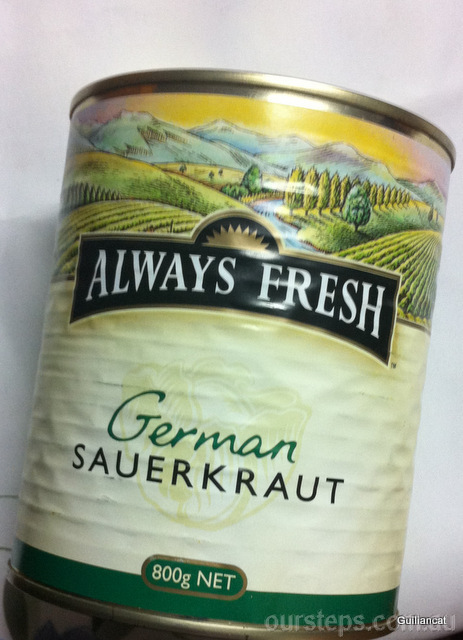 ALWAYS FRESH
German
SAUERKRAUT
800g NET
oursteps.com.au
Guiliancat